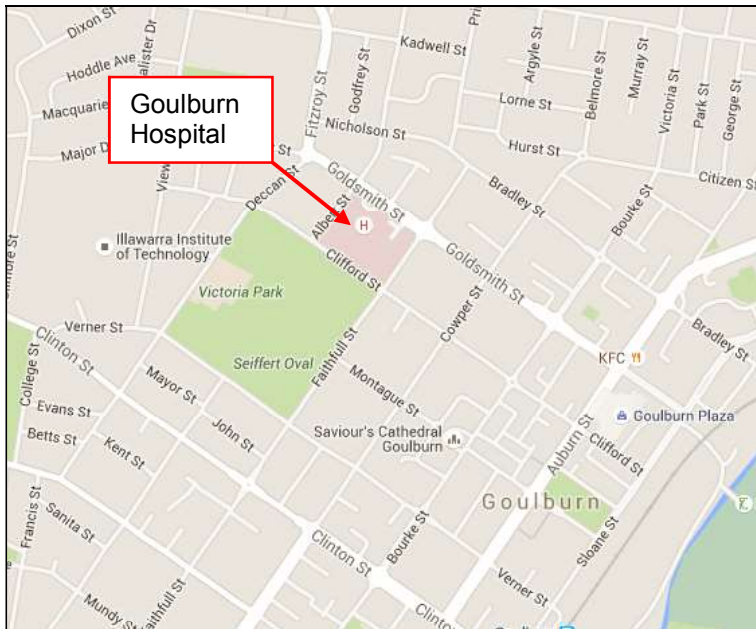 Dixon St
Hoddle Ave
Kadwell St
Argyle St
Murray St
Belmore St
Victoria St
Park St
George St
Godfrey St
Fitzroy St
Lorne St
Goulburn
Hospital
Nicholson St
Hurst St
Citizen St
Bradley St
Bourke St
Deccan St
Albert St
H
Goldsmith St
Goldsmith St
Illawarra Institute
of Technology
Clifford St
Victoria Park
Cowper St
Bradley St
Verner St
Clinton St
Seiffert Oval
Faithfull St
KFC
College St
Mayor St
Montague St
Auburn St
Goulburn Plaza
Evans St
John St
Saviour's Cathedral
Goulburn
Clifford St
Betts St
Kent St
Goulburn
Francis St
Sanita St
Bourke St
Sloane St
Clinton St
Verner St
Mundy St